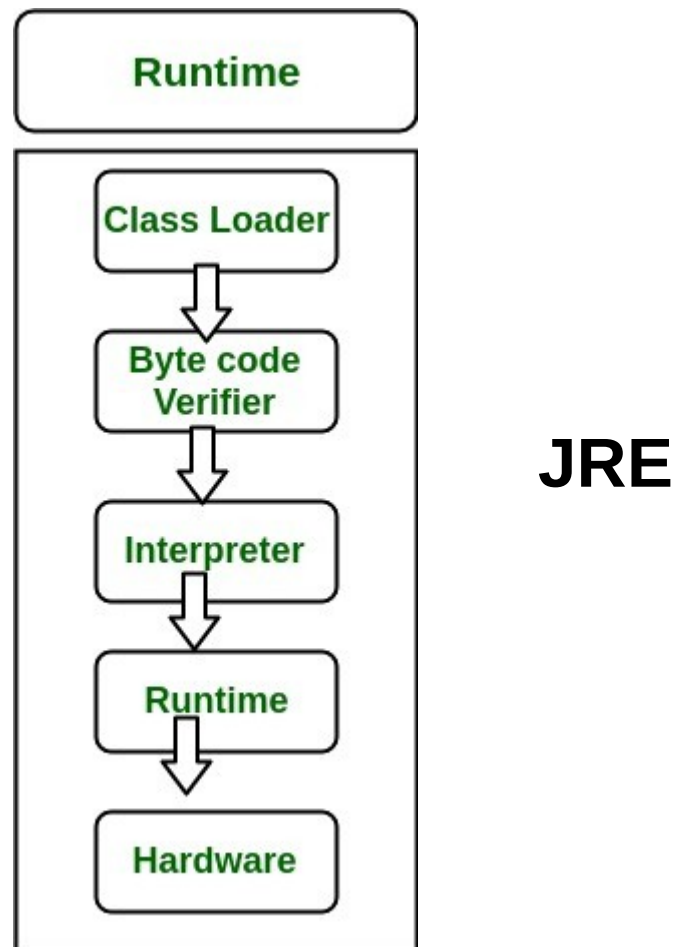 Runtime
Class Loader
Byte code
Verifier
Interpreter
Runtime
Hardware
JRE